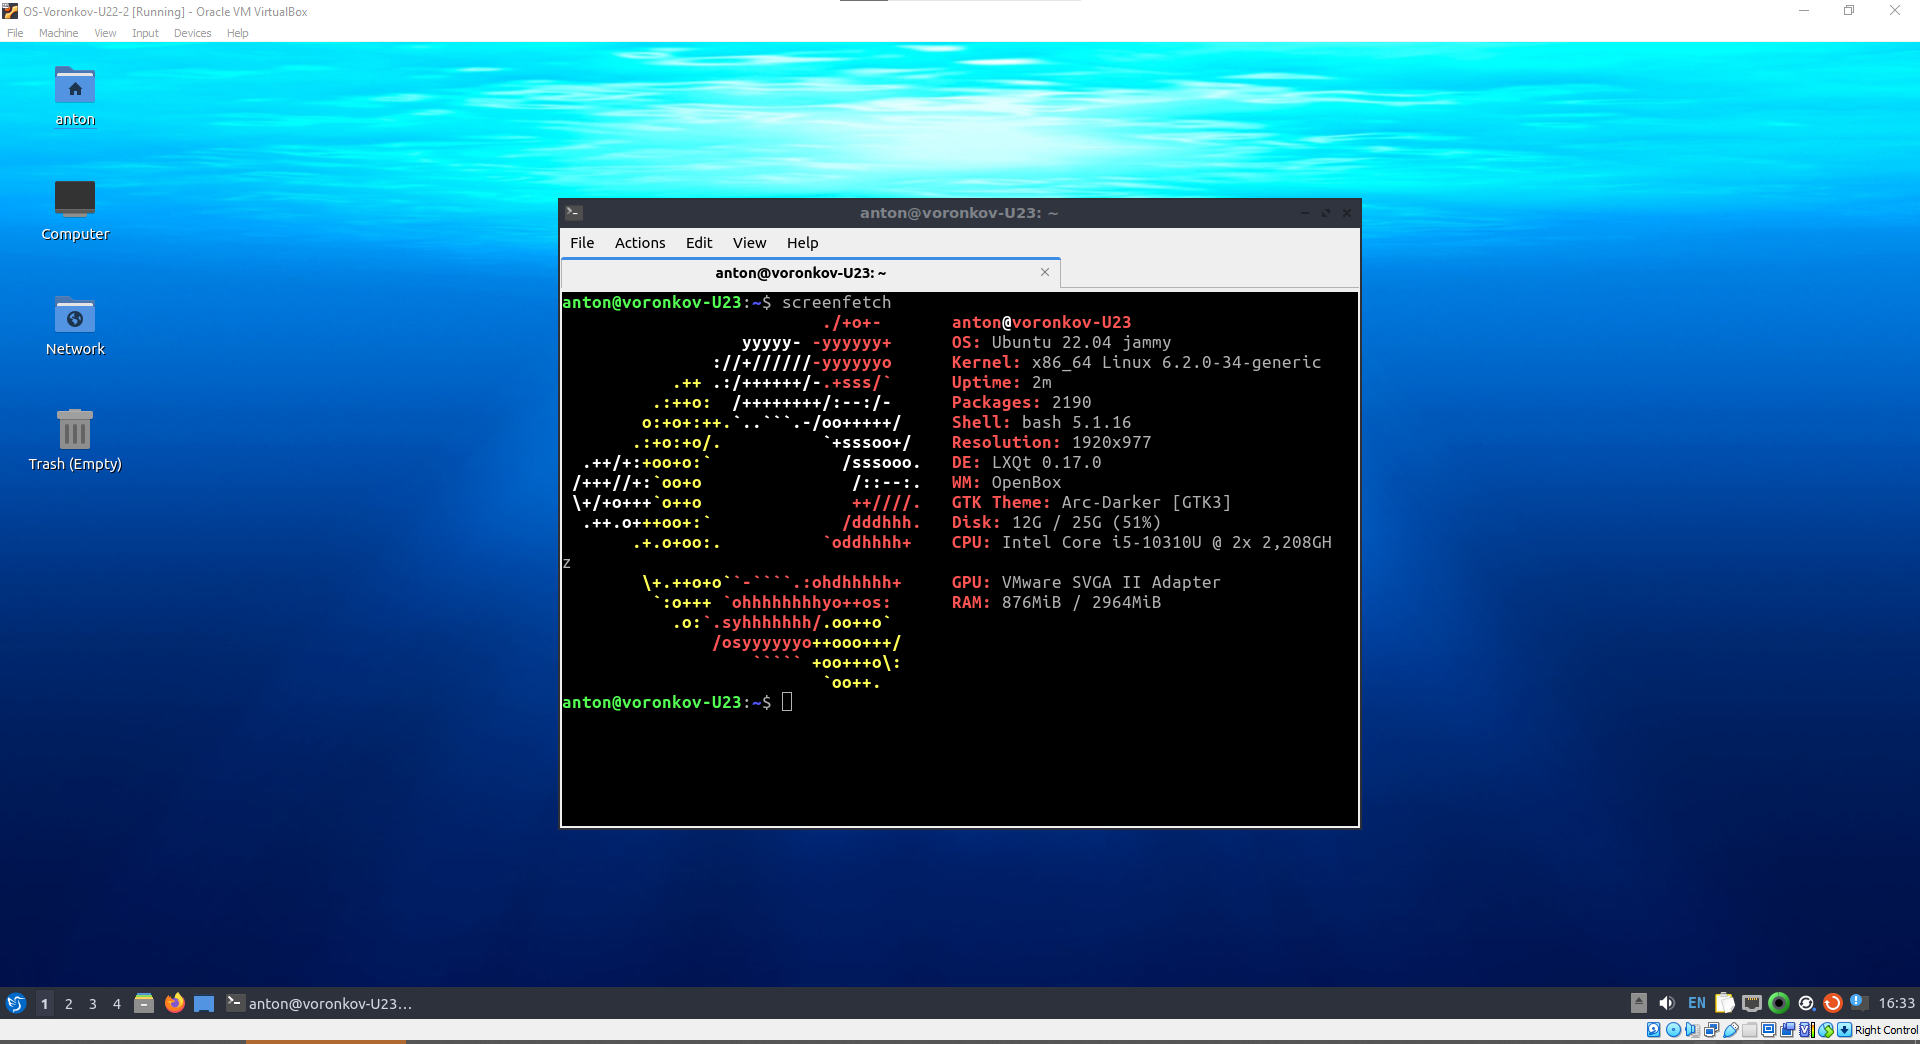 OS-Voronkov-U22-2 [Running] - Oracle VM VirtualBox
File Machine View Input Devices Help
anton
Computer
Network
Trash (Empty)
anton@voronkov-U23: ~
File Actions Edit View Help
anton@voronkov-U23: ~
anton@voronkov-U23:~$ screenfetch
                          ./+o+-       anton@voronkov-U23
                  yyyyy- -yyyyyy+      OS: Ubuntu 22.04 jammy
               ://+//////-yyyyyyo      Kernel: x86_64 Linux 6.2.0-34-generic
           .++ .:/++++++/-.+sss/`      Uptime: 2m
         .:++o:  /++++++++/:--:/-      Packages: 2190
        o:+o+:++.`..```.-/oo+++++/     Shell: bash 5.1.16
       .:+o:+o/.          `+sssoo+/    Resolution: 1920x977
  .++/+:+oo+o:`             /sssooo.   DE: LXQt 0.17.0
 /+++//+:`oo+o               /::--:.   WM: OpenBox
 \+/+o+++`o++o               ++////.   GTK Theme: Arc-Darker [GTK3]
  .++.o+++oo+:`             /dddhhh.   Disk: 12G / 25G (51%)
       .+.o+oo:.          `oddhhhh+    CPU: Intel Core i5-10310U @ 2x 2,208GH
z
        \+.++o+o``-````.:ohdhhhhh+     GPU: VMware SVGA II Adapter
         `:o+++ `ohhhhhhhhyo++os:      RAM: 876MiB / 2964MiB
           .o:`.syhhhhhhh/.oo++o`
               /osyyyyyyo++ooo+++/
                   ````` +oo+++o\:
                          `oo++.
anton@voronkov-U23:~$
1 2 3 4 anton@voronkov-U23... EN 16:33
Right Control